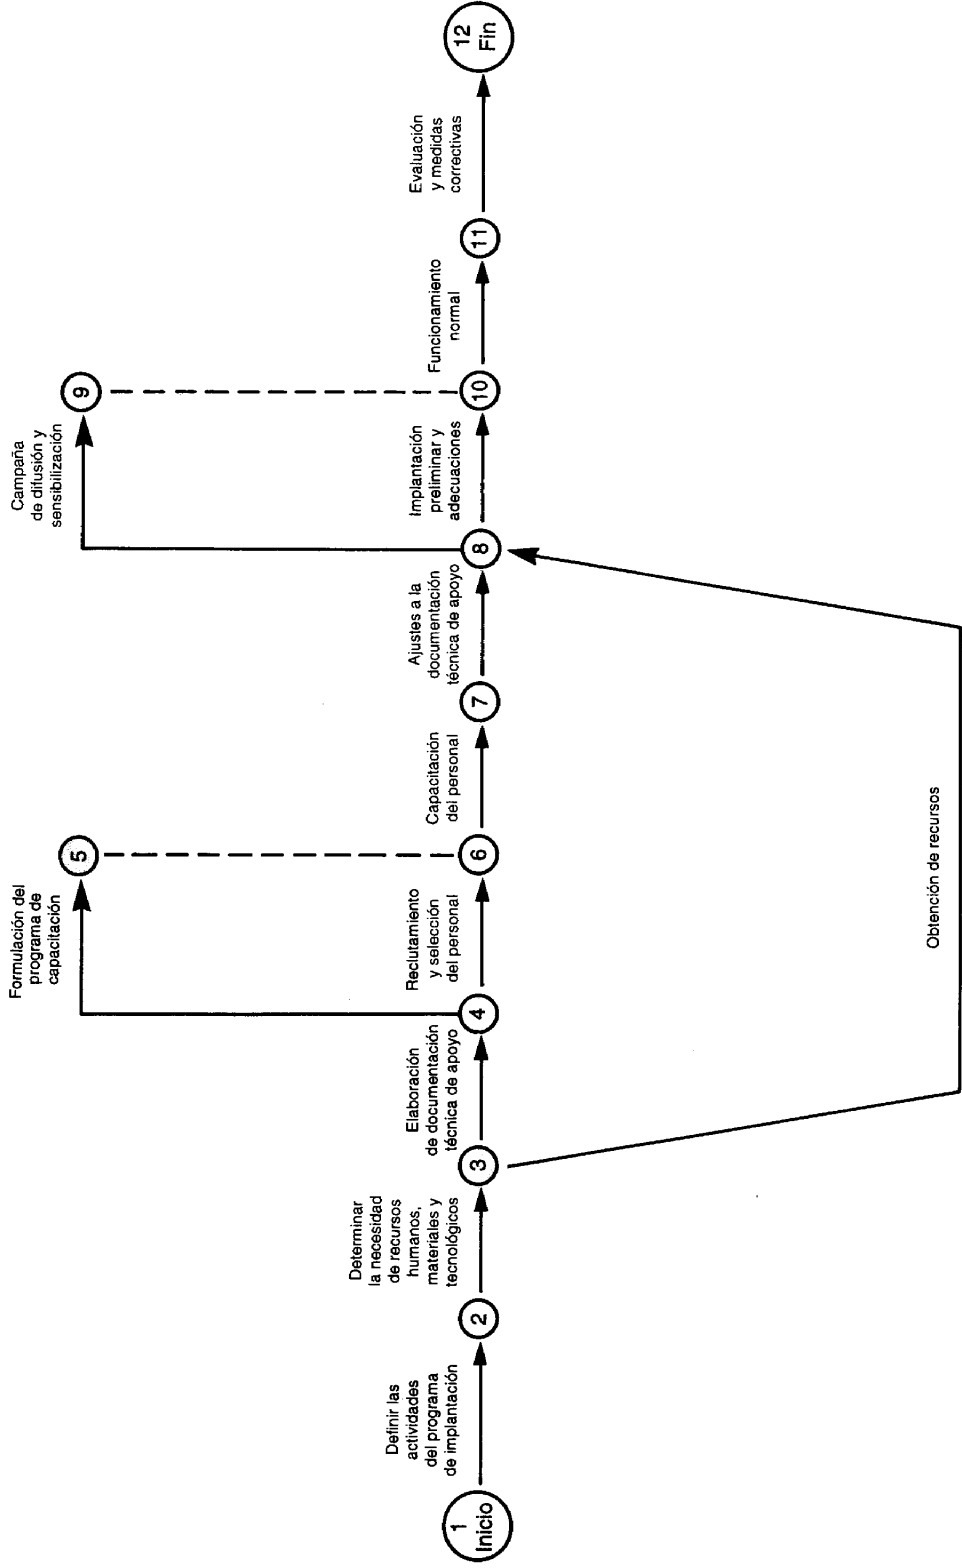 1
Inicio
Definir las
actividades
del programa
de implantación
2
Determinar
la necesidad
de recursos
humanos,
materiales y
tecnológicos
3
Elaboración
de documentación
técnica de apoyo
4
Formulación del
programa de
capacitación
5
Reclutamiento
y selección
del personal
6
Capacitación
del personal
7
Ajustes a la
documentación
técnica de apoyo
8
Obtención de recursos
Campaña
de difusión y
sensibilización
9
Implantación
preliminar y
adecuaciones
10
Funcionamiento
normal
11
Evaluación
y medidas
correctivas
12
Fin